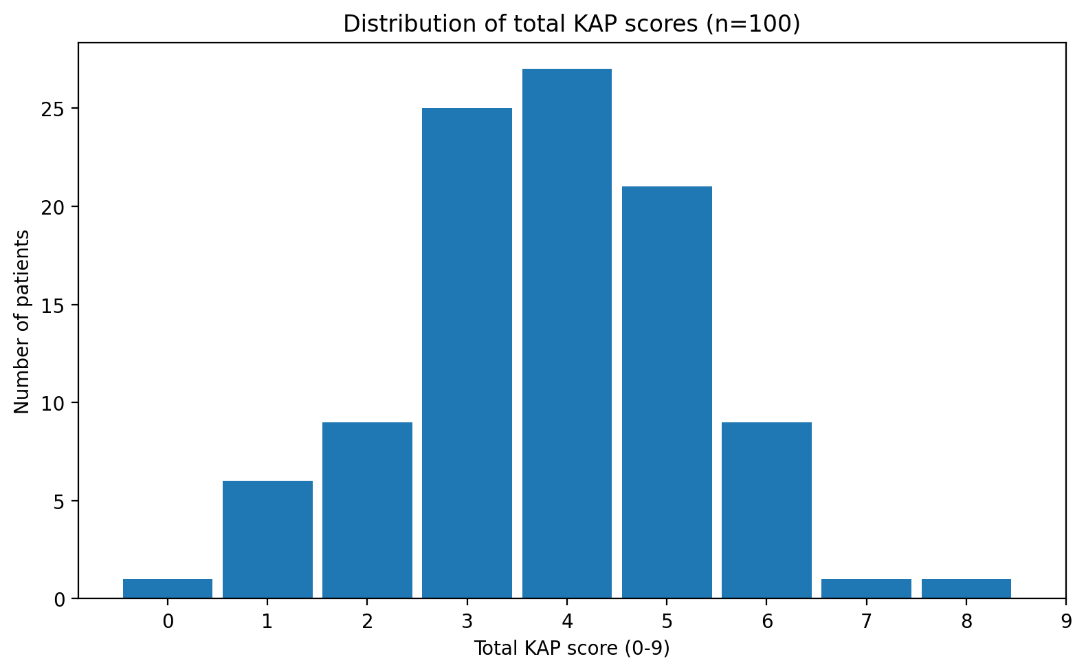 Distribution of total KAP scores (n=100)
Number of patients
25
20
15
10
5
0
0 1 2 3 4 5 6 7 8 9
Total KAP score (0-9)